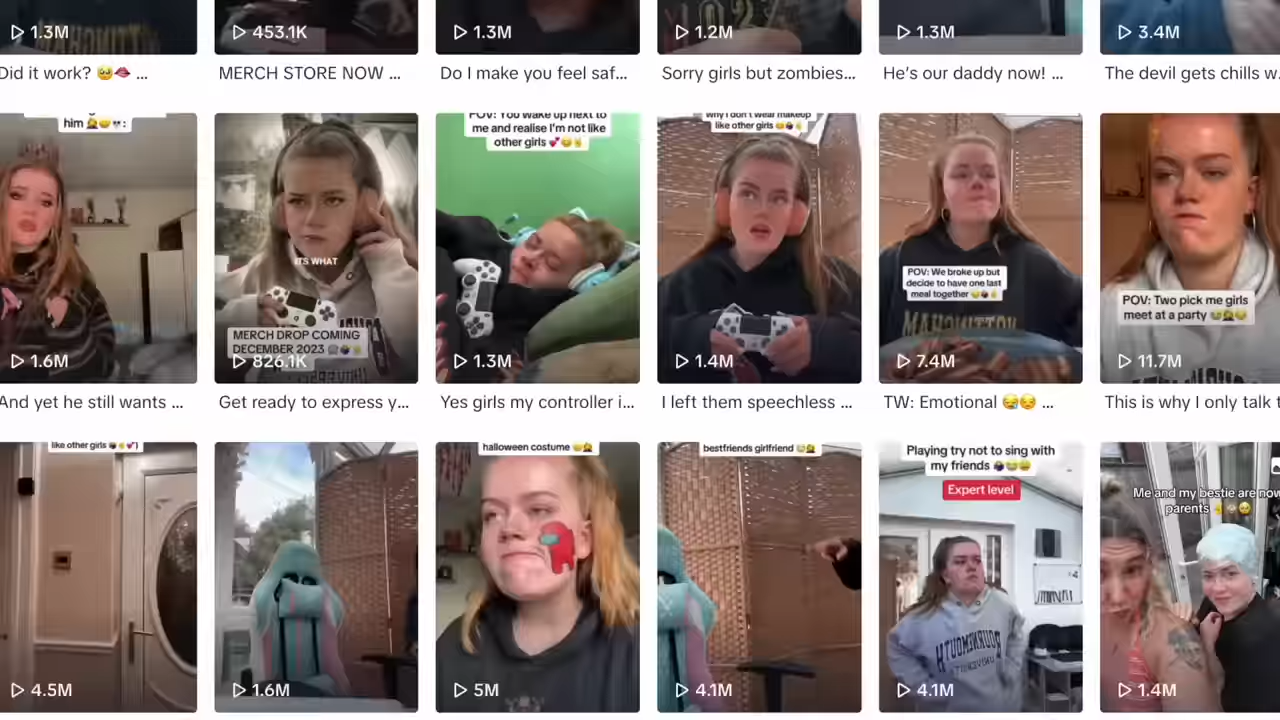 1.3M
453.1K
1.3M
1.2M
1.3M
3.4M
Did it work? 🥹🫦 ...
MERCH STORE NOW ...
Do I make you feel saf...
Sorry girls but zombies...
He's our daddy now! ...
The devil gets chills w
him
:
1.6M
ITS WHAT
MERCH DROP COMING
DECEMBER 2023
826.1K
POV: You wake up next to
me and realise I'm not like
other girls
1.3M
why i don't wear makeup
like other girls
1.4M
POV: We broke up but
decide to have one last
meal together
MAHOMITTOM
7.4M
POV: Two pick me girls
meet at a party
11.7M
And yet he still wants ...
Get ready to express y...
Yes girls my controller i...
I left them speechless ...
TW: Emotional 😪😔 ...
This is why I only talk t
like other girls
4.5M
1.6M
halloween costume
5M
bestfriends girlfriend
4.1M
Playing try not to sing with
my friends
Expert level
BOURNEMOUTH
UNIVERSITY
4.1M
Me and my bestie are now
parents
1.4M